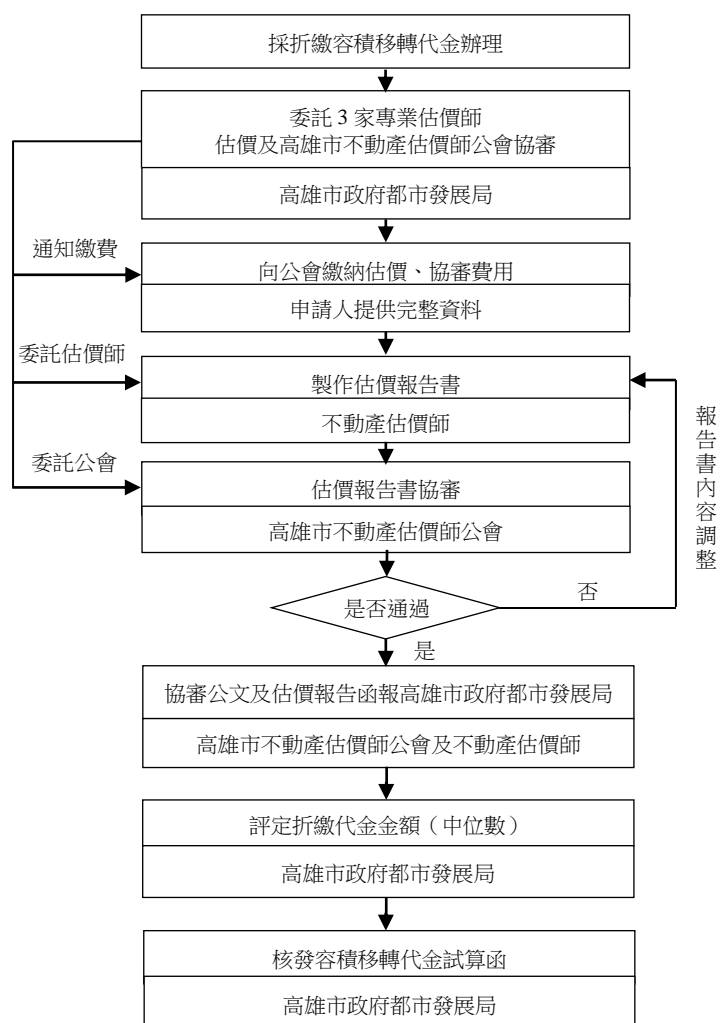 採折繳容積移轉代金辦理
委託 3 家專業估價師
估價及高雄市不動產估價師公會協審
高雄市政府都市發展局
通知繳費
向公會繳納估價、協審費用
申請人提供完整資料
委託估價師
製作估價報告書
不動產估價師
報告書內容調整
委託公會
估價報告書協審
高雄市不動產估價師公會
是否通過
否
是
協審公文及估價報告函報高雄市政府都市發展局
高雄市不動產估價師公會及不動產估價師
評定折繳代金金額（中位數）
高雄市政府都市發展局
核發容積移轉代金試算函
高雄市政府都市發展局